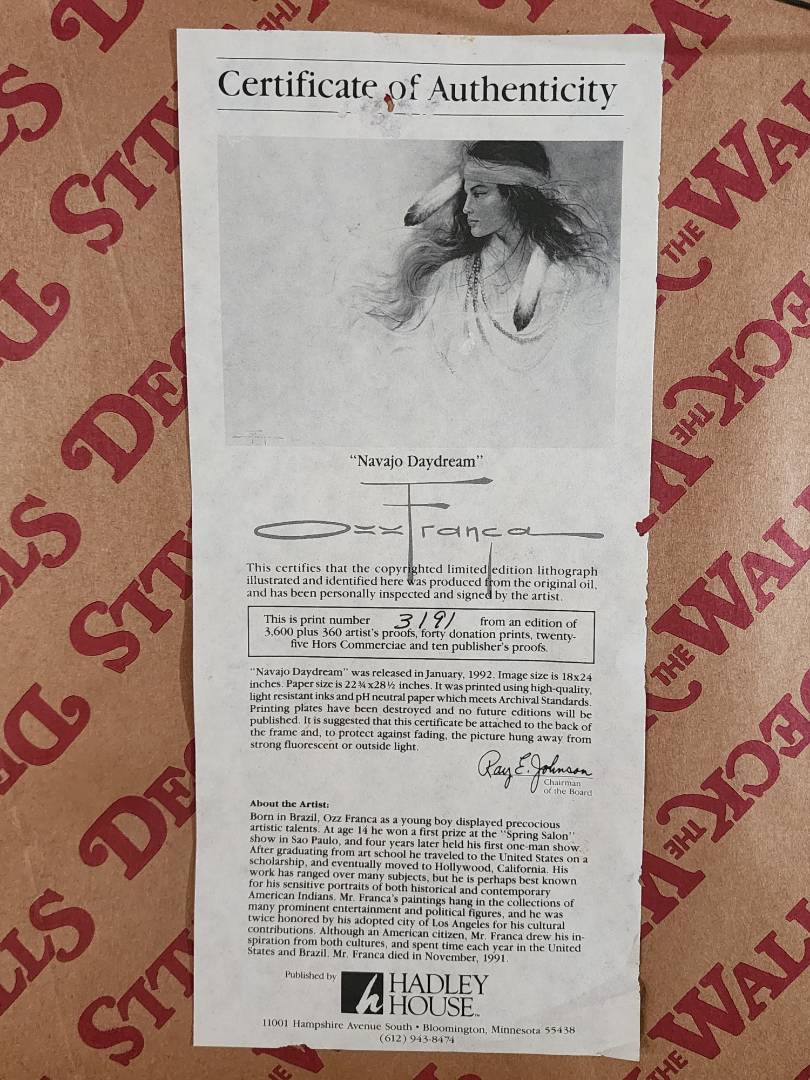 Certificate of Authenticity
"Navajo Daydream"
Ozz Franca
This certifies that the copyrighted limited edition lithograph
illustrated and identified here was produced from the original oil,
and has been personally inspected and signed by the artist.
This is print number 3191 from an edition of
3,600 plus 360 artist's proofs, forty donation prints, twenty-
five Hors Commerciae and ten publisher's proofs.
"Navajo Daydream" was released in January, 1992. Image size is 18x24
inches. Paper size is 22¾x28½ inches. It was printed using high-quality,
light resistant inks and pH neutral paper which meets Archival Standards.
Printing plates have been destroyed and no future editions will be
published. It is suggested that this certificate be attached to the back of
the frame and, to protect against fading, the picture hung away from
strong fluorescent or outside light.
Ray E. Johnson
Chairman
of the Board
About the Artist:
Born in Brazil, Ozz Franca as a young boy displayed precocious
artistic talents. At age 14 he won a first prize at the "Spring Salon"
show in Sao Paulo, and four years later held his first one-man show.
After graduating from art school he traveled to the United States on a
scholarship, and eventually moved to Hollywood, California. His
work has ranged over many subjects, but he is perhaps best known
for his sensitive portraits of both historical and contemporary
American Indians. Mr. Franca's paintings hang in the collections of
many prominent entertainment and political figures, and he was
twice honored by his adopted city of Los Angeles for his cultural
contributions. Although an American citizen, Mr. Franca drew his in-
spiration from both cultures, and spent time each year in the United
States and Brazil. Mr. Franca died in November, 1991.
Published by
h HADLEY
HOUSE™
11001 Hampshire Avenue South • Bloomington, Minnesota 55438
(612) 943-8474
DECK THE WALLS
DECK THE WALLS
DECK THE WALLS